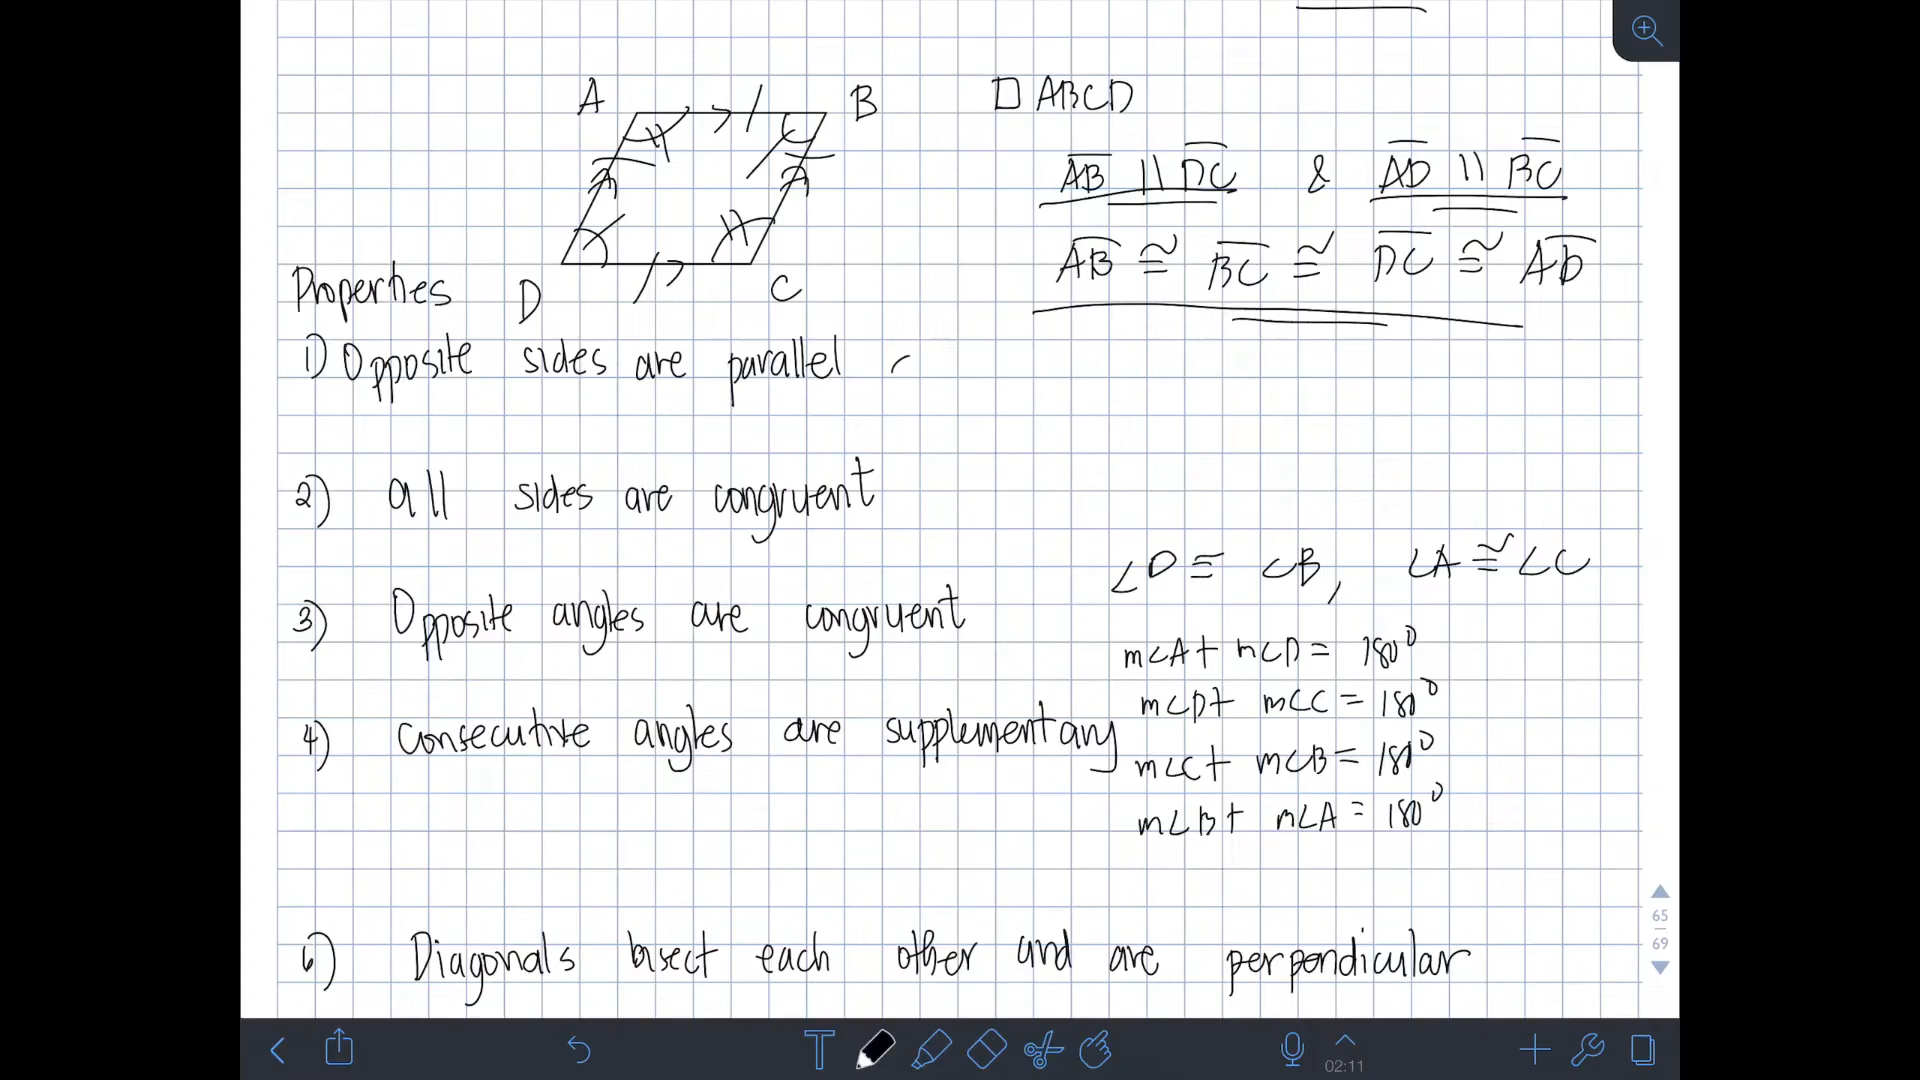 A B □ ABCD
AB || DC & AD || BC
AB ≅ BC ≅ DC ≅ AD
Properties D C
1) Opposite sides are parallel
2) all sides are congruent
∠D ≅ ∠B, ∠A ≅ ∠C
3) Opposite angles are congruent
m∠A + m∠D = 180°
m∠D + m∠C = 180°
4) Consecutive angles are supplementary
m∠C + m∠B = 180°
m∠B + m∠A = 180°
65
69
6) Diagonals bisect each other and are perpendicular
T
02:11